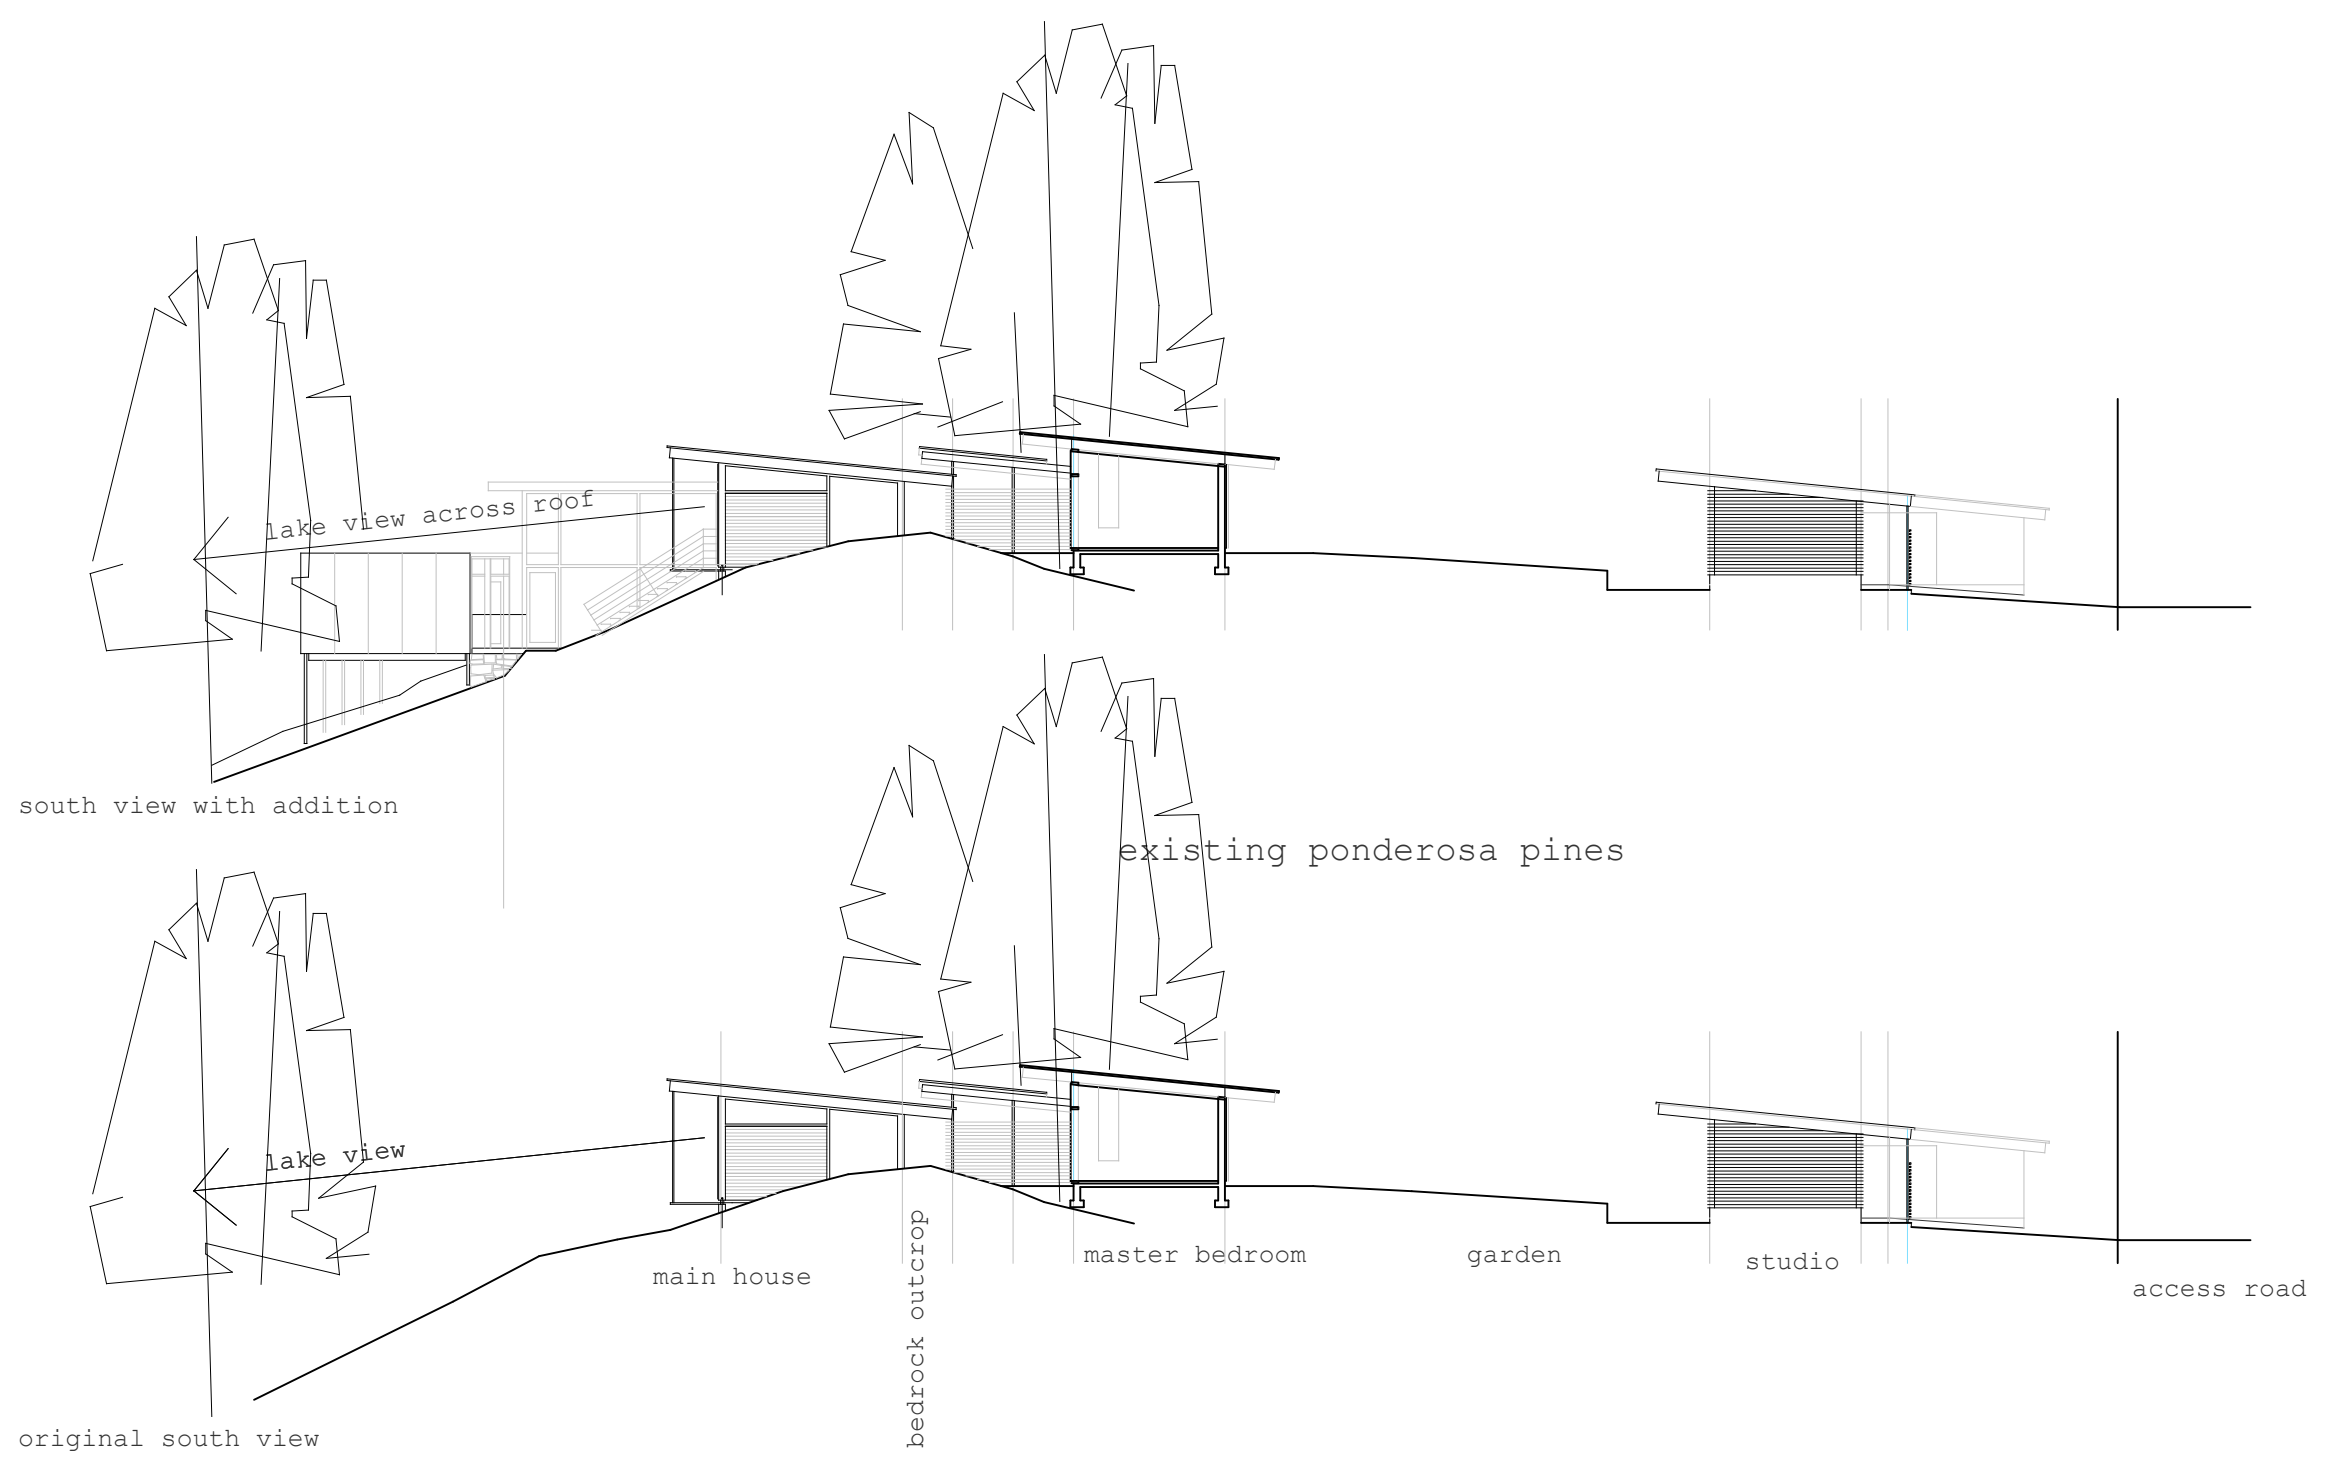 lake view across roof
south view with addition
existing ponderosa pines
lake view
main house
bedrock outcrop
master bedroom
garden
studio
access road
original south view